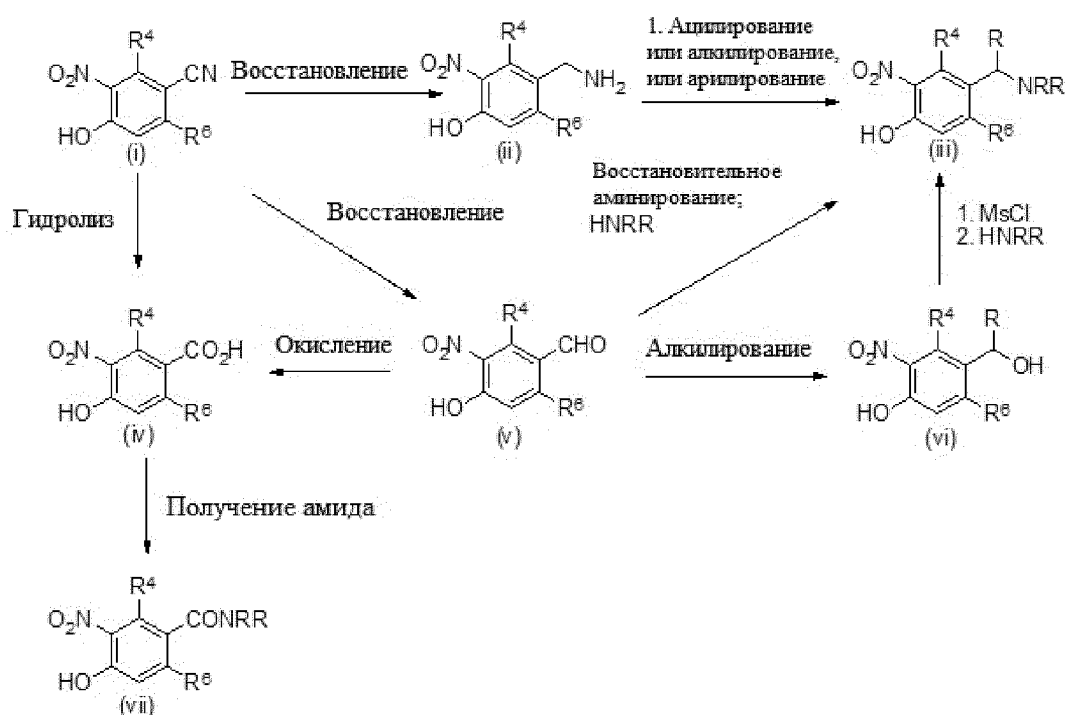 R⁴
O₂N
CN
HO
R⁶
(i)
Восстановление
R⁴
O₂N
NH₂
HO
R⁶
(ii)
1. Ацилирование
или алкилирование,
или арилирование
R⁴
R
O₂N
NRR
HO
R⁶
(iii)
Гидролиз
Восстановление
Восстановительное
аминирование;
HNRR
1. MsCl
2. HNRR
R⁴
O₂N
CO₂H
HO
R⁶
(iv)
Окисление
R⁴
O₂N
CHO
HO
R⁶
(v)
Алкилирование
R⁴
R
O₂N
OH
HO
R⁶
(vi)
Получение амида
R⁴
O₂N
CONRR
HO
R⁶
(vii)